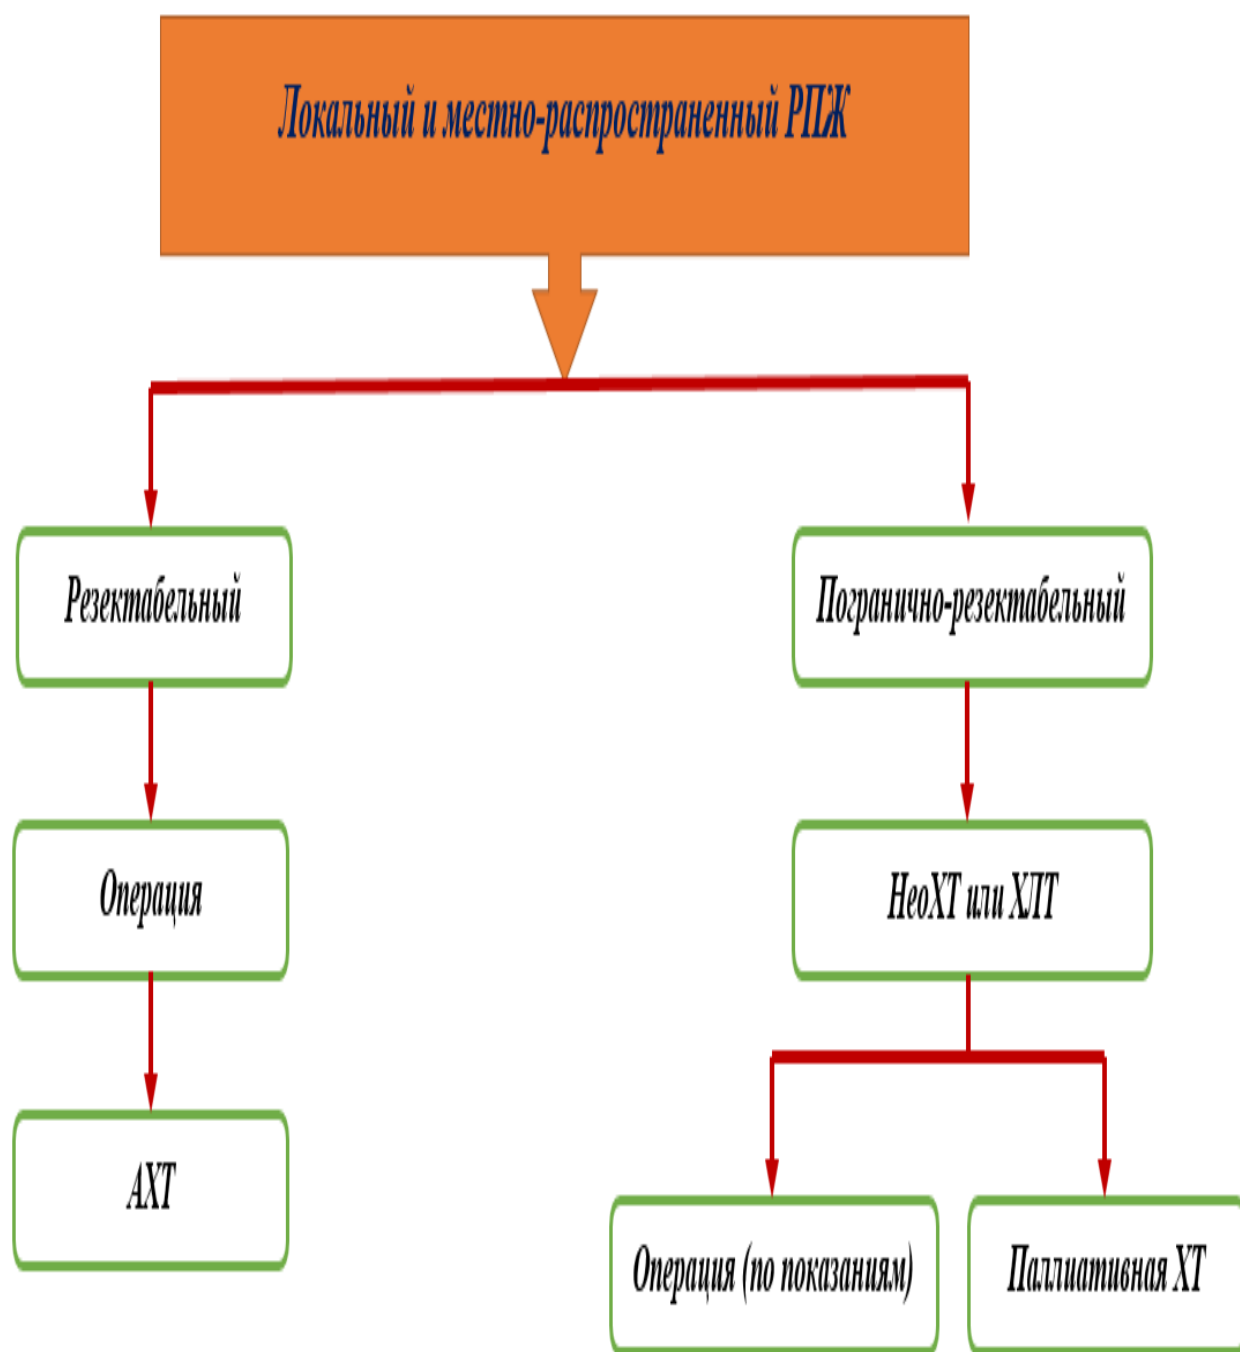 Локальный и местно-распространенный РПЖ
Резектабельный
Погранично-резектабельный
Операция
НеоХТ или ХЛТ
АХТ
Операция (по показаниям)
Паллиативная ХТ